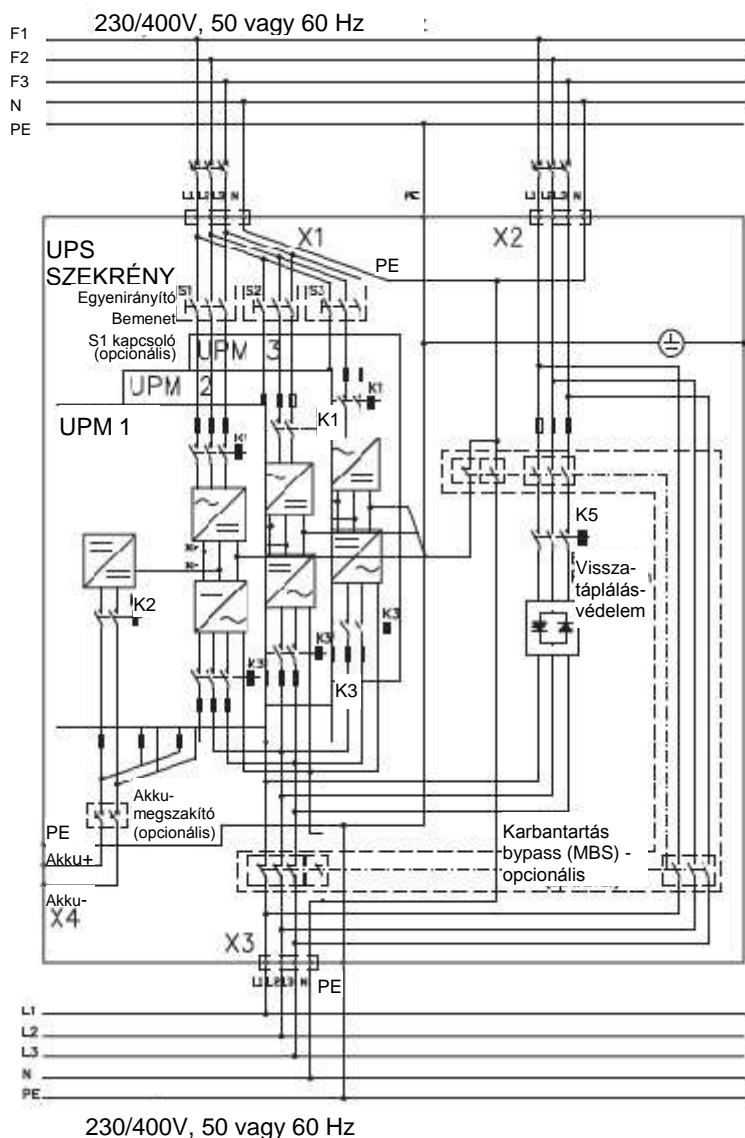 230/400V, 50 vagy 60 Hz
F1
F2
F3
N
PE
L1 L2 L3 N
PE
L1 L2 L3 N
X1
X2
UPS
SZEKRÉNY
PE
Egyenirányító
Bemenet
S1 kapcsoló
(opcionális)
S1
S2
S3
UPM 3
UPM 2
UPM 1
K1
K1
K1
K5
Vissza-
táplálás-
védelem
K2
K3
K3
K3
K3
Akku-
megszakító
(opcionális)
PE
Akku+
Akku-
X4
Karbantartás
bypass (MBS) -
opcionális
X3
L1 L2 L3 N
PE
L1
L2
L3
N
PE
230/400V, 50 vagy 60 Hz